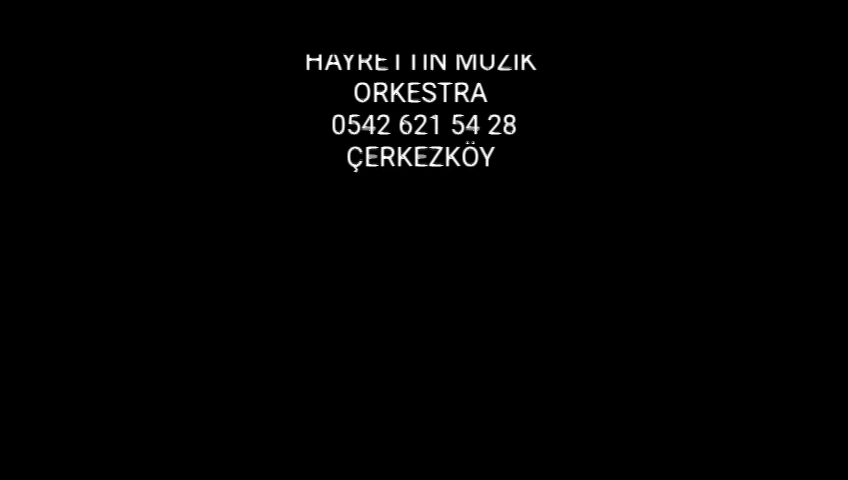 HAYRETTİN MÜZİK
ORKESTRA
0542 621 54 28
ÇERKEZKÖY